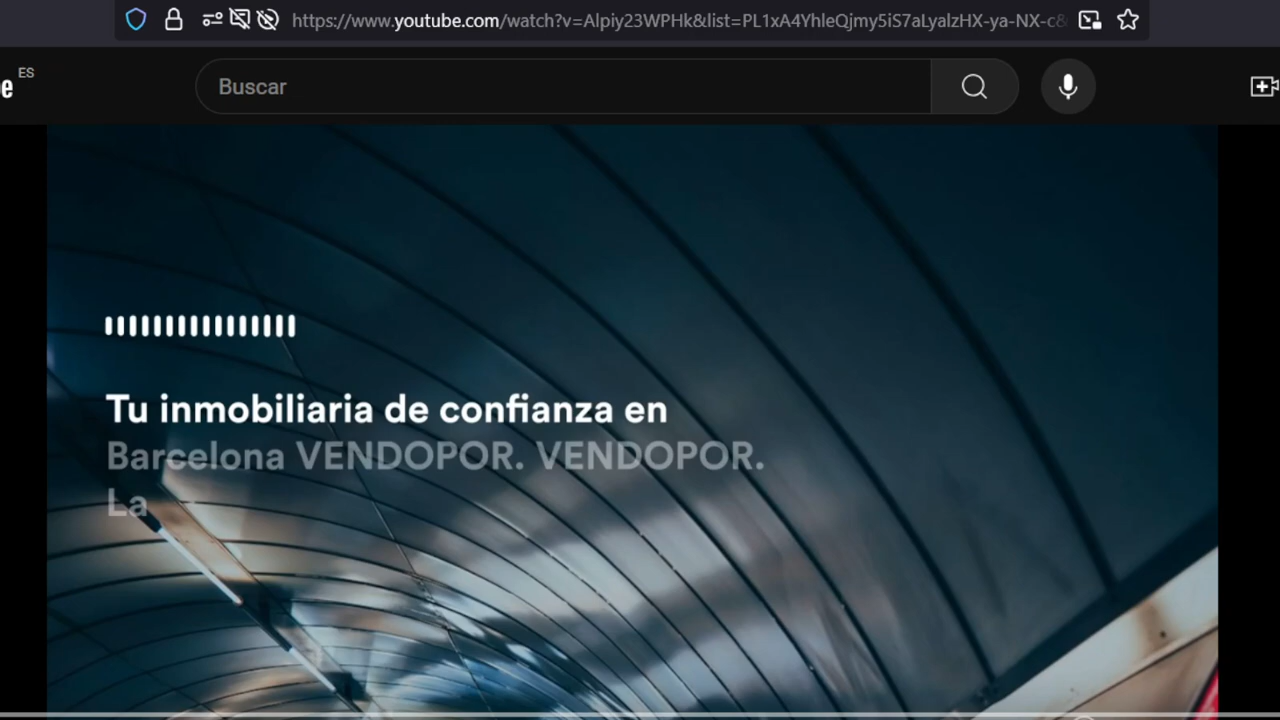 https://www.youtube.com/watch?v=Alpiy23WPHk&list=PL1xA4YhleQjmy5iS7aLyalzHX-ya-NX-c&
be ES
Buscar
Tu inmobiliaria de confianza en
Barcelona VENDOPOR. VENDOPOR.
La